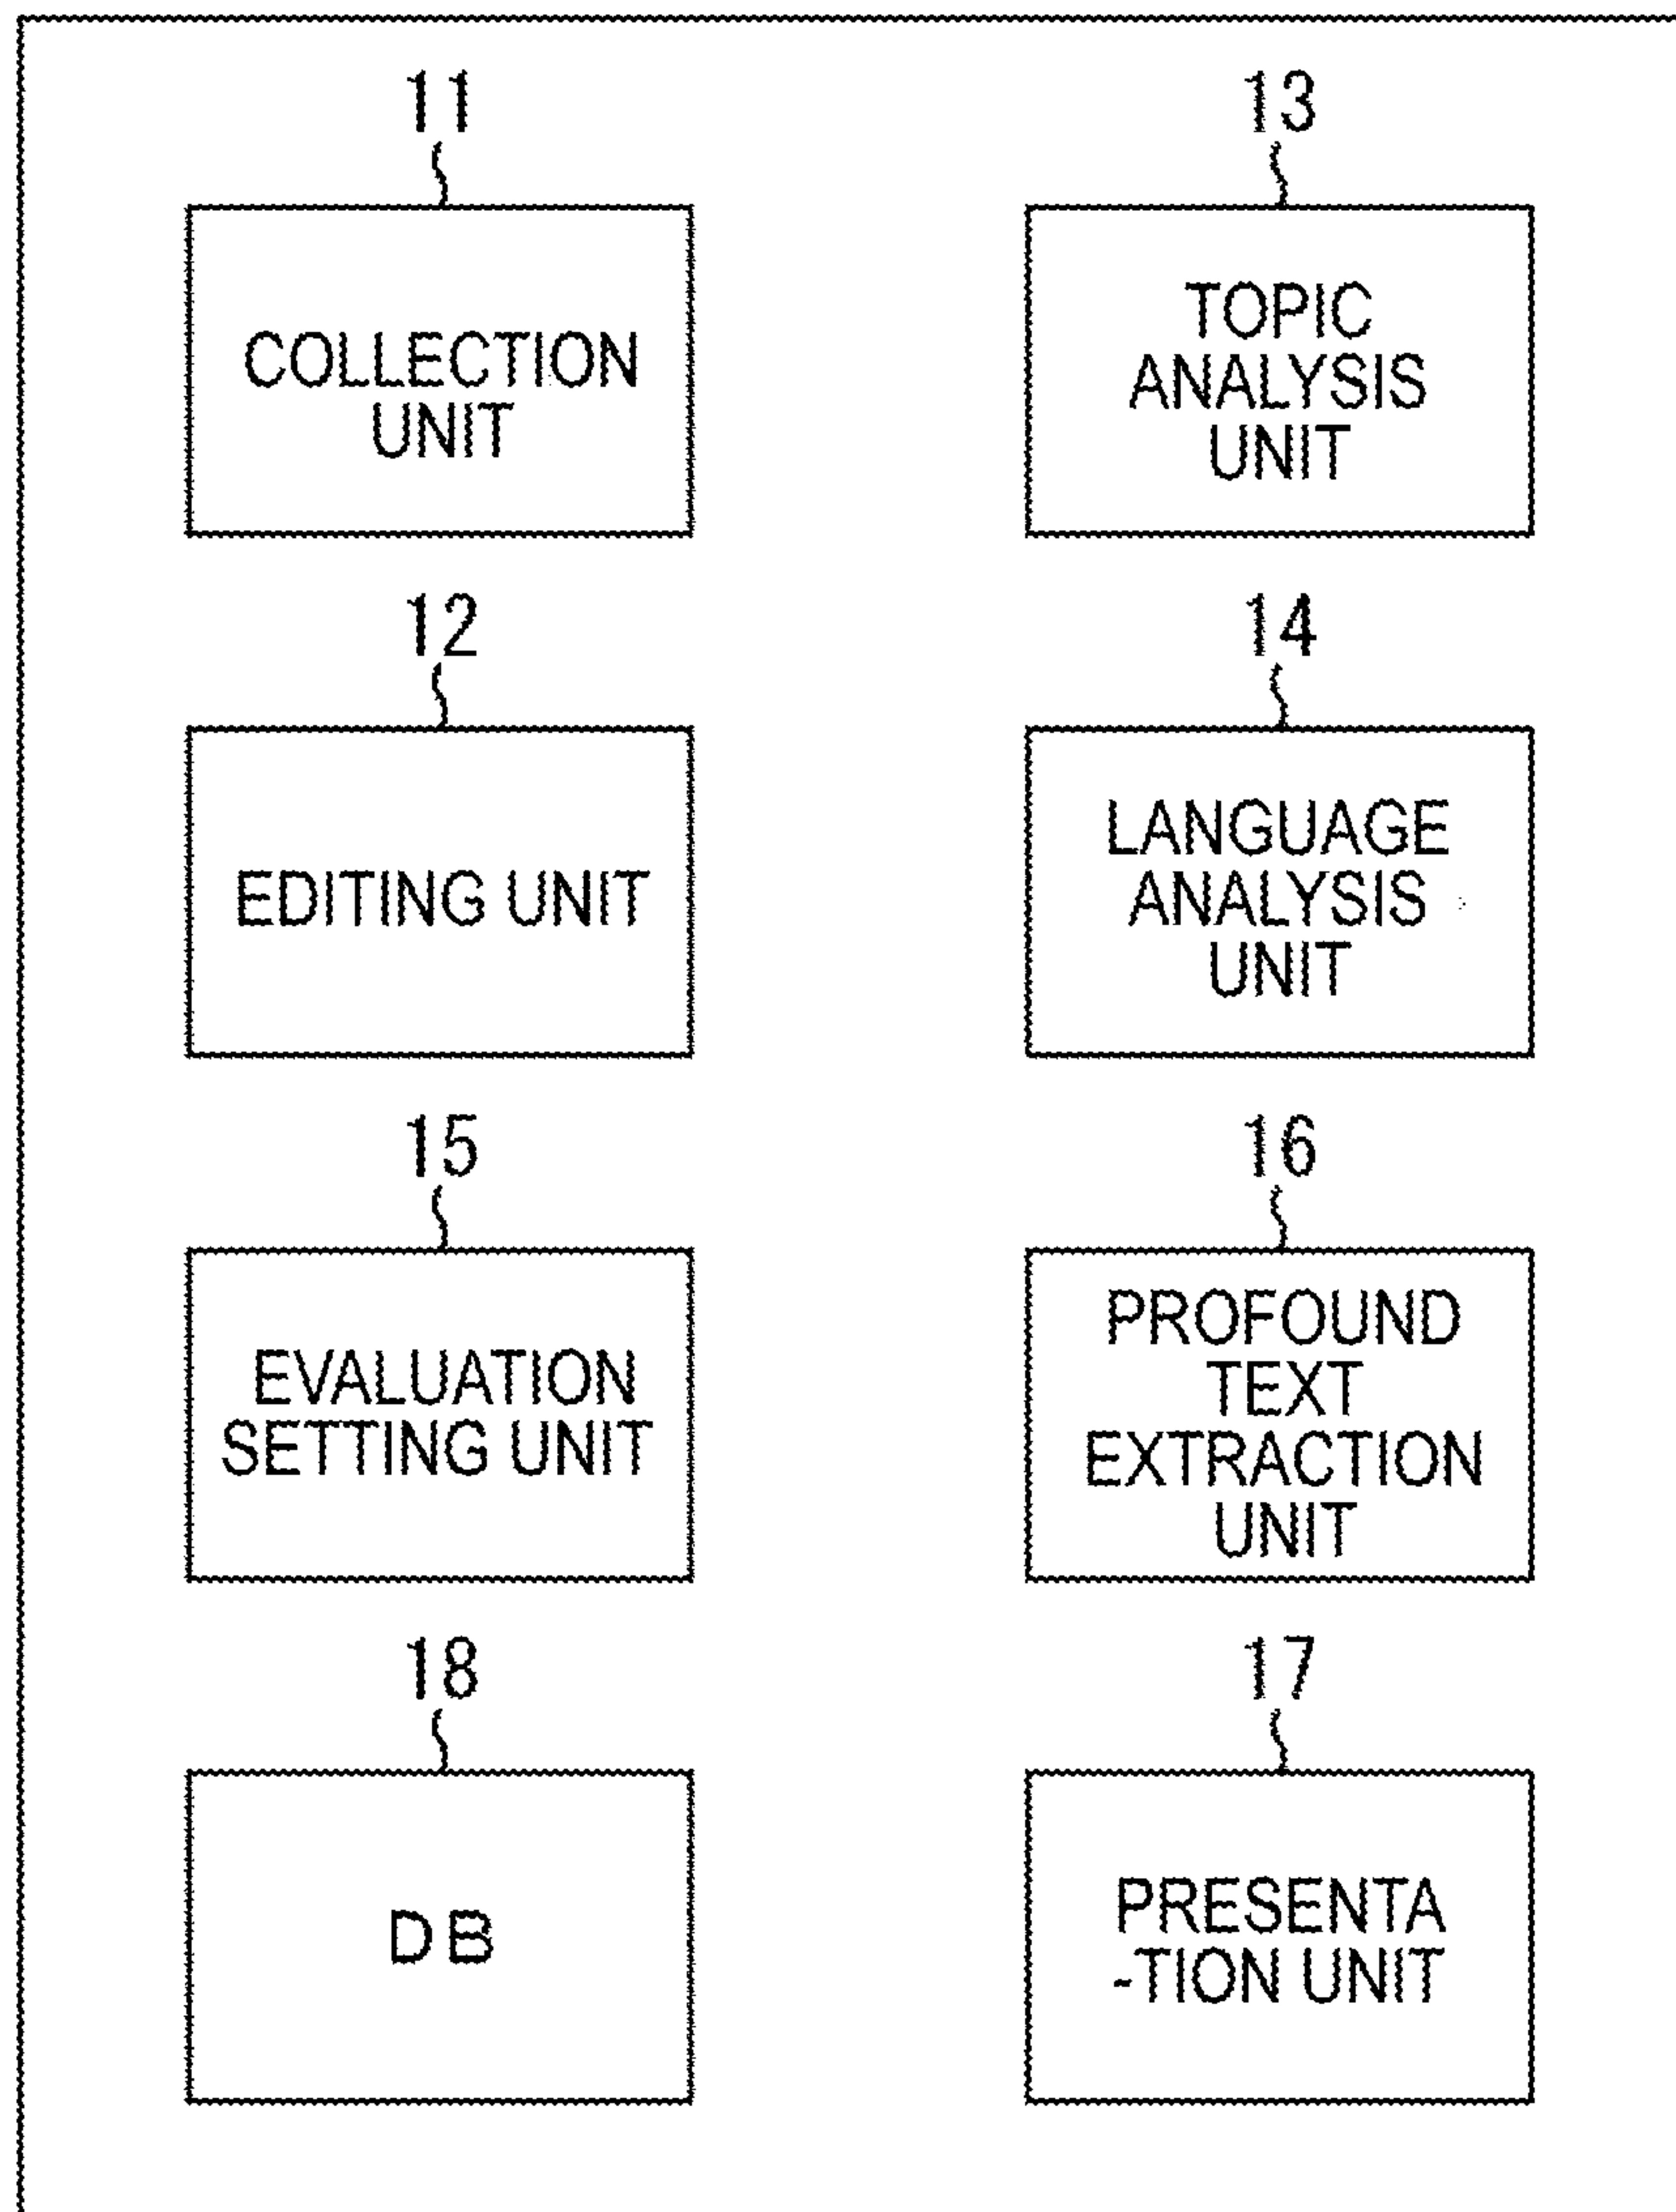 11
COLLECTION
UNIT
13
TOPIC
ANALYSIS
UNIT
12
EDITING UNIT
14
LANGUAGE
ANALYSIS
UNIT
15
EVALUATION
SETTING UNIT
16
PROFOUND
TEXT
EXTRACTION
UNIT
18
DB
17
PRESENTA
-TION UNIT